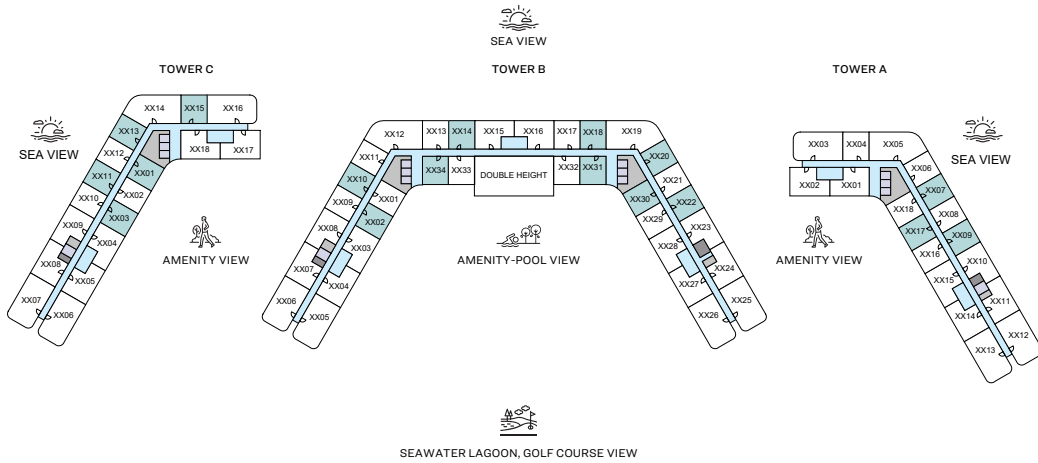 SEA VIEW
TOWER C
TOWER B
TOWER A
SEA VIEW
SEA VIEW
XX14
XX15
XX16
XX13
XX12
XX11
XX10
XX09
XX08
XX07
XX18
XX17
XX01
XX02
XX03
XX04
XX05
XX06
AMENITY VIEW
XX12
XX13
XX14
XX15
XX16
XX17
XX18
XX19
XX11
XX10
XX09
XX08
XX07
XX06
XX34
XX33
DOUBLE HEIGHT
XX32
XX31
XX01
XX02
XX03
XX04
XX05
XX20
XX21
XX22
XX23
XX24
XX25
XX30
XX29
XX28
XX27
XX26
AMENITY-POOL VIEW
XX03
XX04
XX05
XX02
XX01
XX06
XX07
XX08
XX09
XX10
XX11
XX12
XX18
XX17
XX16
XX15
XX14
XX13
AMENITY VIEW
SEAWATER LAGOON, GOLF COURSE VIEW